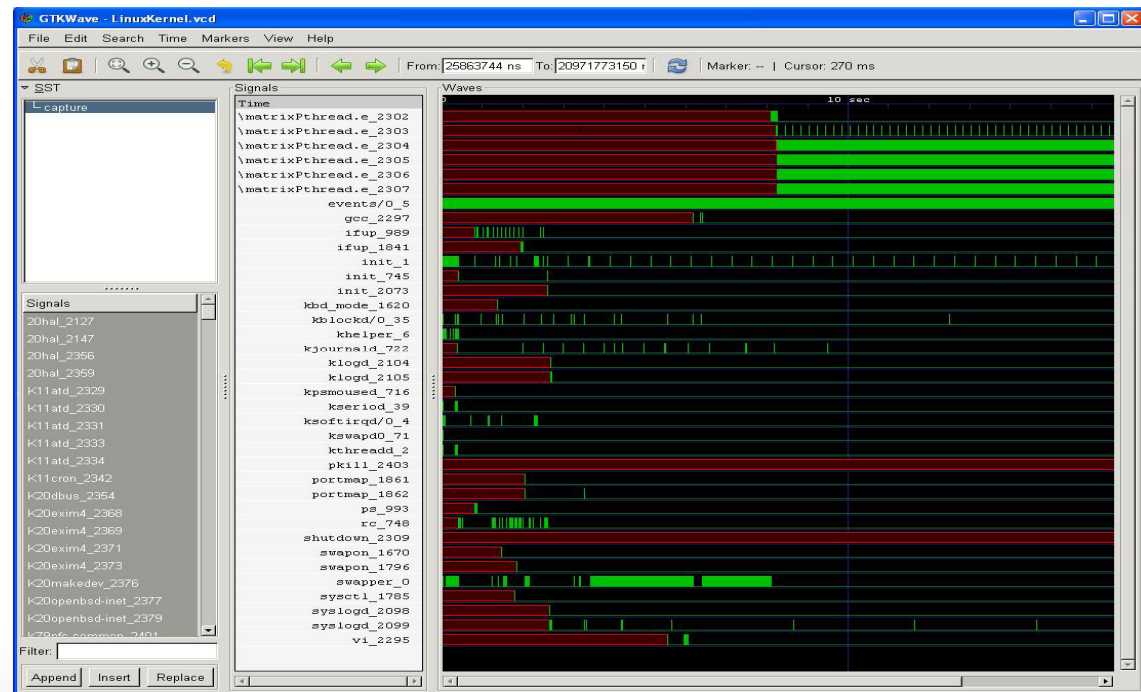 GTKWave - LinuxKernel.vcd
File Edit Search Time Markers View Help
From: 25863744 ns To: 20971773150 r Marker: -- | Cursor: 270 ms
SST
capture
Signals
20hal_2127
20hal_2147
20hal_2356
20hal_2359
K11atd_2329
K11atd_2330
K11atd_2331
K11atd_2333
K11atd_2334
K11cron_2342
K20dbus_2354
K20exim4_2368
K20exim4_2369
K20exim4_2371
K20exim4_2373
K20makedev_2376
K20openbsd-inet_2377
K20openbsd-inet_2379
K79nfs-common_2401
Filter:
Append Insert Replace
Signals
Time
\matrixPthread.e_2302
\matrixPthread.e_2303
\matrixPthread.e_2304
\matrixPthread.e_2305
\matrixPthread.e_2306
\matrixPthread.e_2307
events/0_5
gcc_2297
ifup_989
ifup_1841
init_1
init_745
init_2073
kbd_mode_1620
kblockd/0_35
khelper_6
kjournald_722
klogd_2104
klogd_2105
kpsmoused_716
kseriod_39
ksoftirqd/0_4
kswapd0_71
kthreadd_2
pkill_2403
portmap_1861
portmap_1862
ps_993
rc_748
shutdown_2309
swapon_1670
swapon_1796
swapper_0
sysctl_1785
syslogd_2098
syslogd_2099
vi_2295
Waves
10 sec